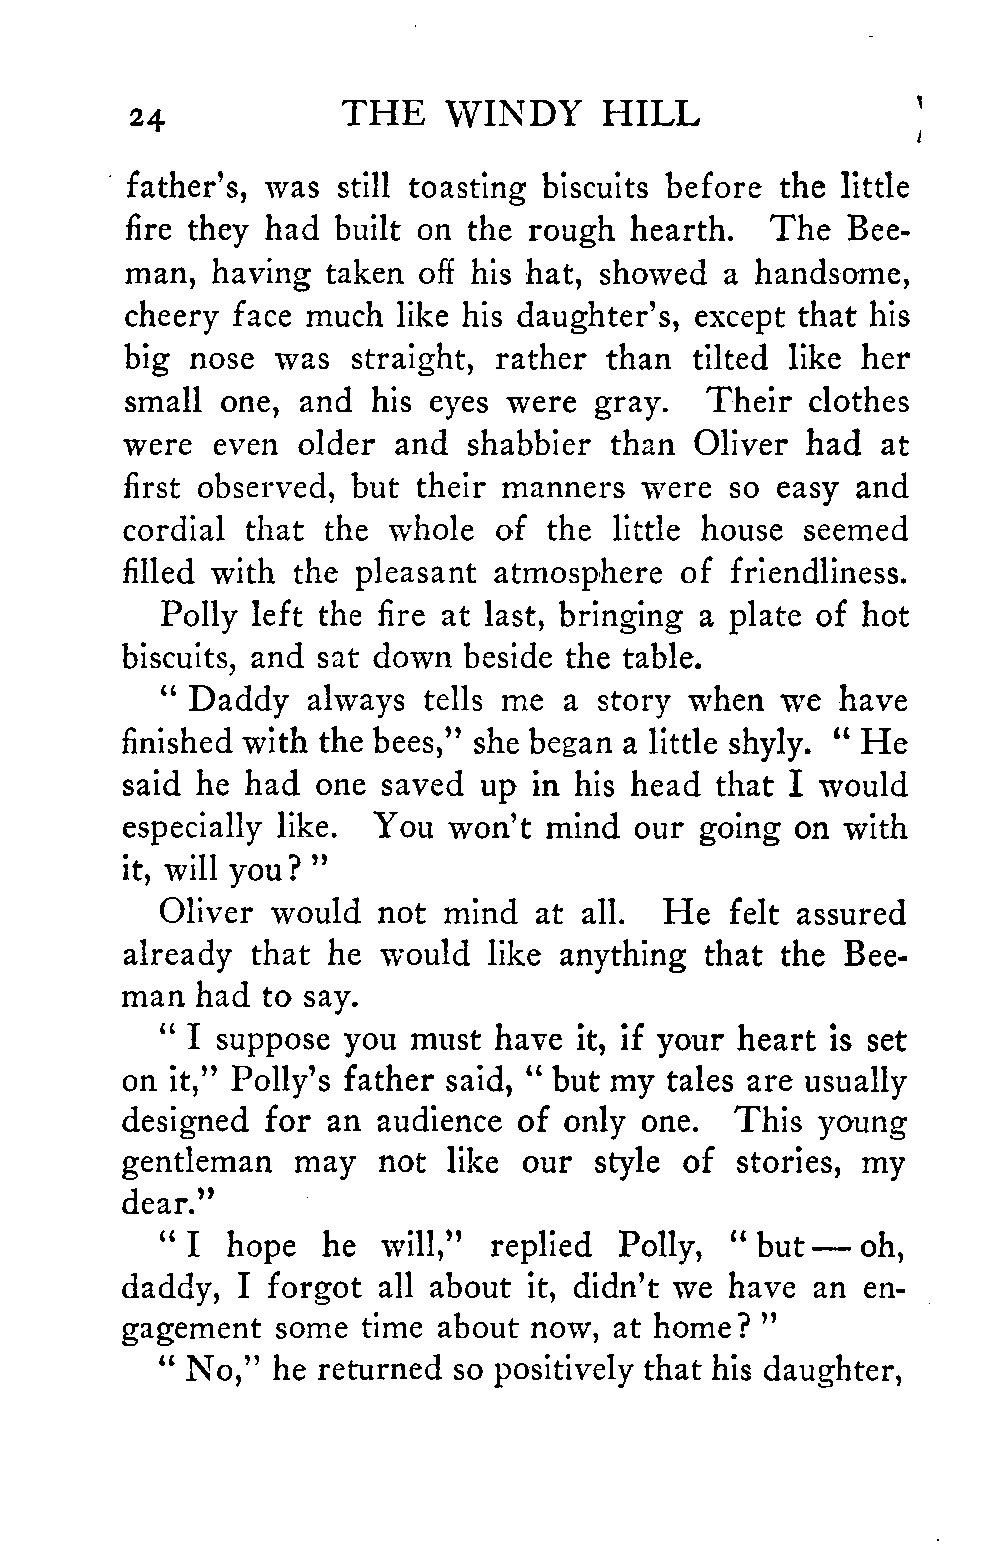 24 THE WINDY HILL
father's, was still toasting biscuits before the little
fire they had built on the rough hearth. The Bee-
man, having taken off his hat, showed a handsome,
cheery face much like his daughter's, except that his
big nose was straight, rather than tilted like her
small one, and his eyes were gray. Their clothes
were even older and shabbier than Oliver had at
first observed, but their manners were so easy and
cordial that the whole of the little house seemed
filled with the pleasant atmosphere of friendliness.
Polly left the fire at last, bringing a plate of hot
biscuits, and sat down beside the table.
" Daddy always tells me a story when we have
finished with the bees," she began a little shyly. " He
said he had one saved up in his head that I would
especially like. You won't mind our going on with
it, will you? "
Oliver would not mind at all. He felt assured
already that he would like anything that the Bee-
man had to say.
" I suppose you must have it, if your heart is set
on it," Polly's father said, " but my tales are usually
designed for an audience of only one. This young
gentleman may not like our style of stories, my
dear."
" I hope he will," replied Polly, " but — oh,
daddy, I forgot all about it, didn't we have an en-
gagement some time about now, at home? "
" No," he returned so positively that his daughter,